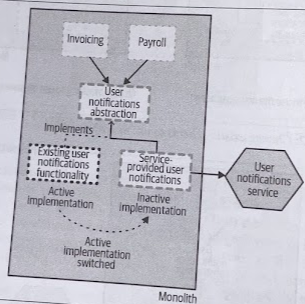 Invoicing
Payroll
User
notifications
abstraction
Implements
Existing user
notifications
functionality
Service-
provided user
notifications
User
notifications
service
Active
implementation
Inactive
implementation
Active
implementation
switched
Monolith